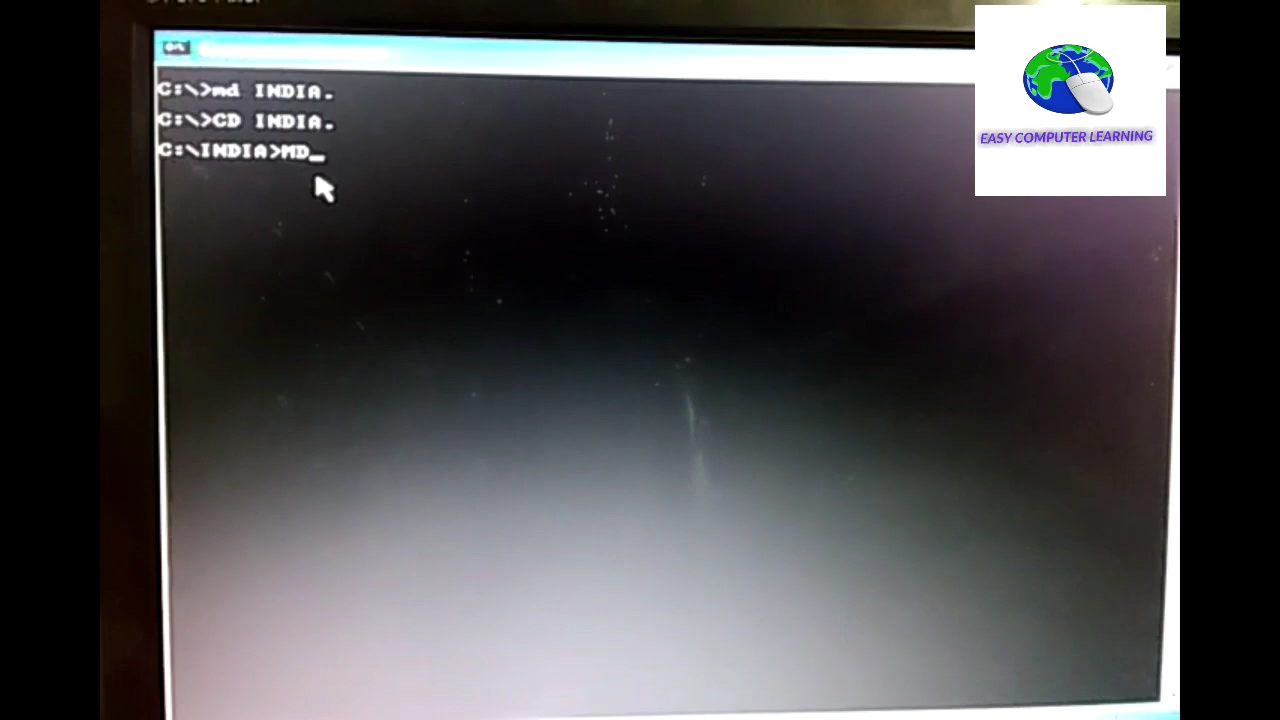 C:\>md INDIA.
C:\>CD INDIA.
C:\INDIA>MD_
EASY COMPUTER LEARNING